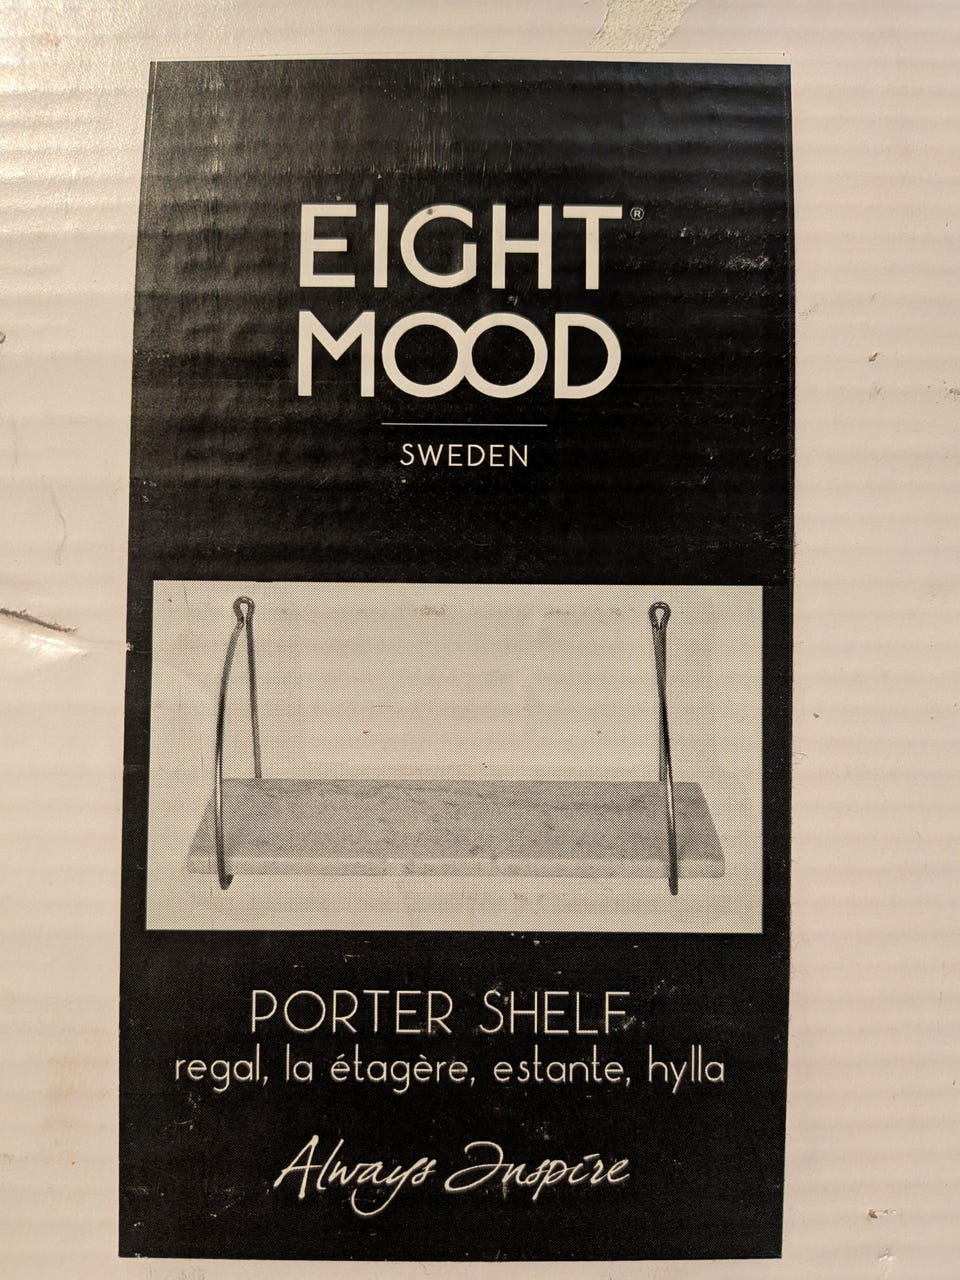 EIGHT®
MOOD
SWEDEN
PORTER SHELF
regal, la étagère, estante, hylla
Always Inspire